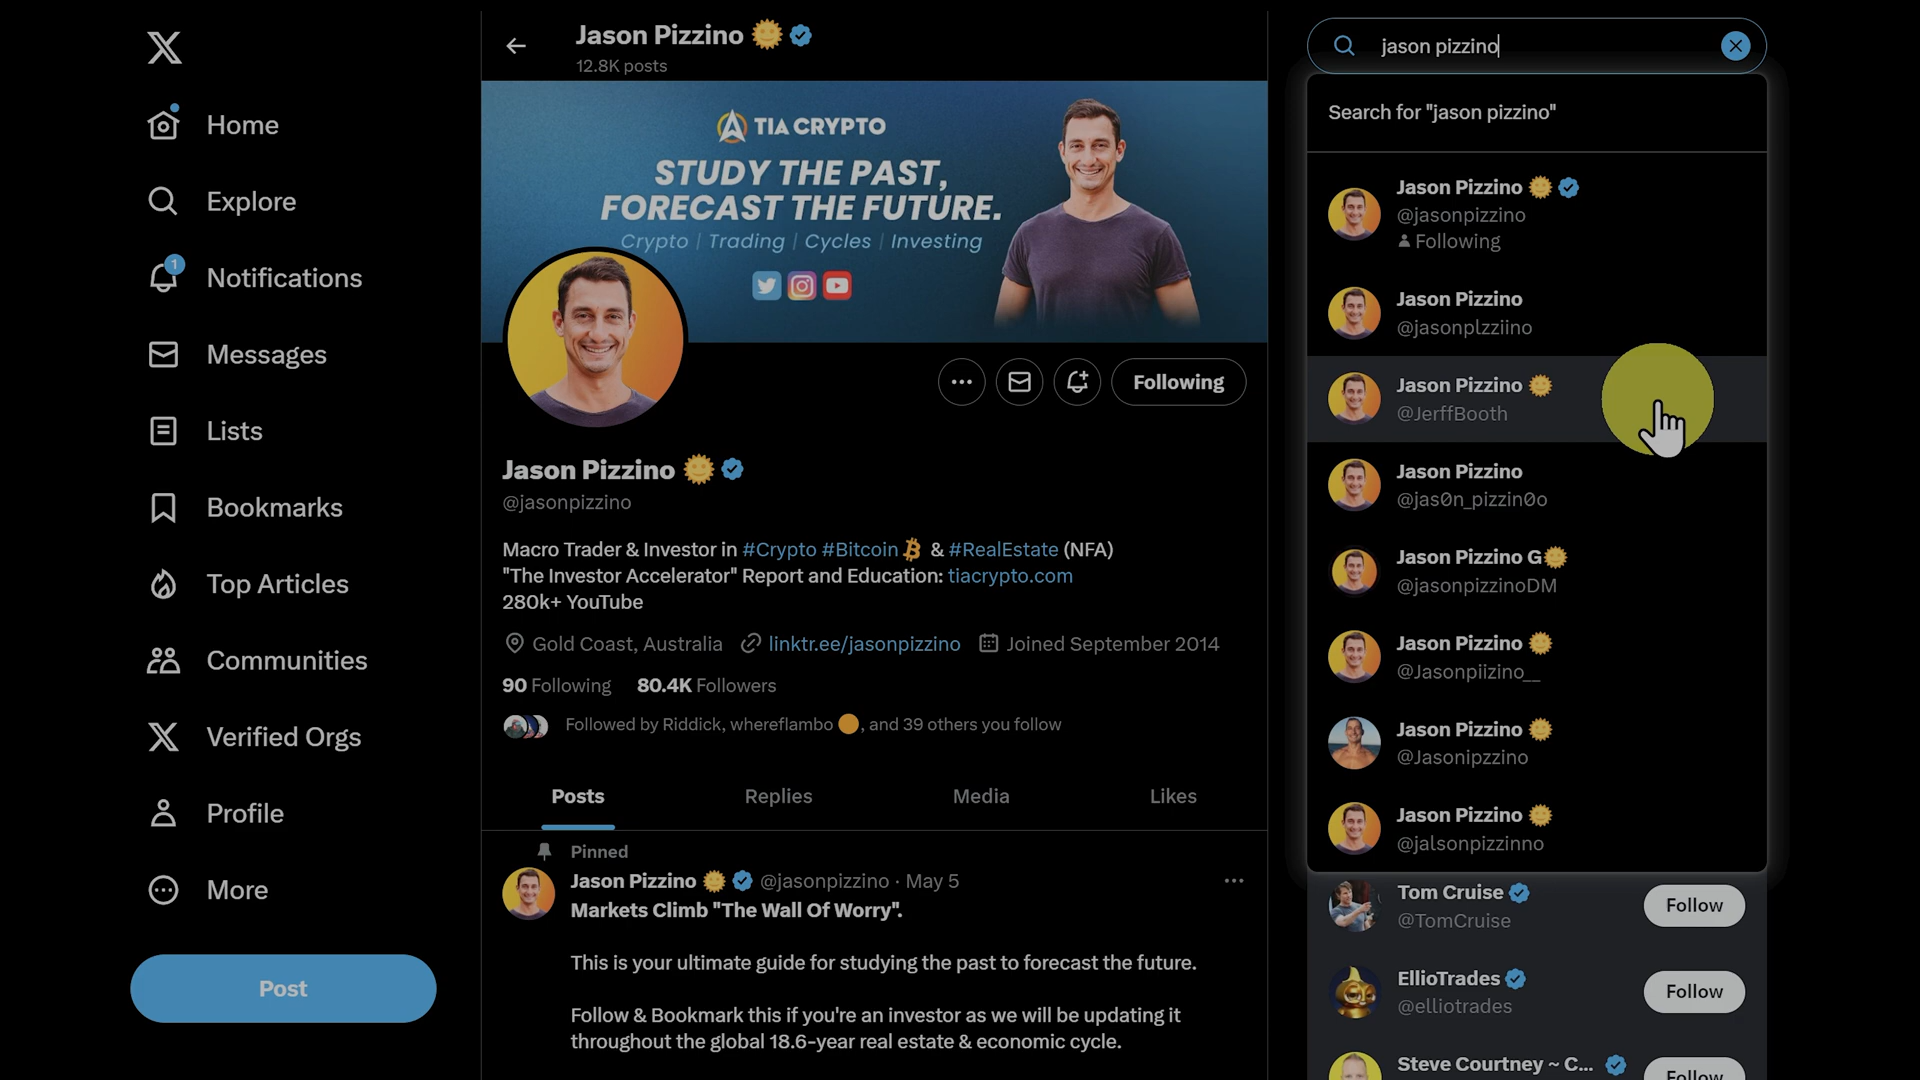 Home
Explore
1
Notifications
Messages
Lists
Bookmarks
Top Articles
Communities
Verified Orgs
Profile
More
Post
Jason Pizzino
12.8K posts
TIA CRYPTO
STUDY THE PAST,
FORECAST THE FUTURE.
Crypto | Trading | Cycles | Investing
Following
Jason Pizzino
@jasonpizzino
Macro Trader & Investor in #Crypto #Bitcoin & #RealEstate (NFA)
"The Investor Accelerator" Report and Education: tiacrypto.com
280k+ YouTube
Gold Coast, Australia linktr.ee/jasonpizzino Joined September 2014
90 Following 80.4K Followers
Followed by Riddick, whereflambo, and 39 others you follow
Posts Replies Media Likes
Pinned
Jason Pizzino @jasonpizzino · May 5
Markets Climb "The Wall Of Worry".
This is your ultimate guide for studying the past to forecast the future.
Follow & Bookmark this if you're an investor as we will be updating it
throughout the global 18.6-year real estate & economic cycle.
jason pizzino
Search for "jason pizzino"
Jason Pizzino
@jasonpizzino
Following
Jason Pizzino
@jasonplzziino
Jason Pizzino
@JerffBooth
Jason Pizzino
@jas0n_pizzin0o
Jason Pizzino G
@jasonpizzinoDM
Jason Pizzino
@Jasonpiizino__
Jason Pizzino
@Jasonipzzino
Jason Pizzino
@jalsonpizzinno
Tom Cruise
@TomCruise
Follow
EllioTrades
@elliotrades
Follow
Steve Courtney ~ C...
Follow